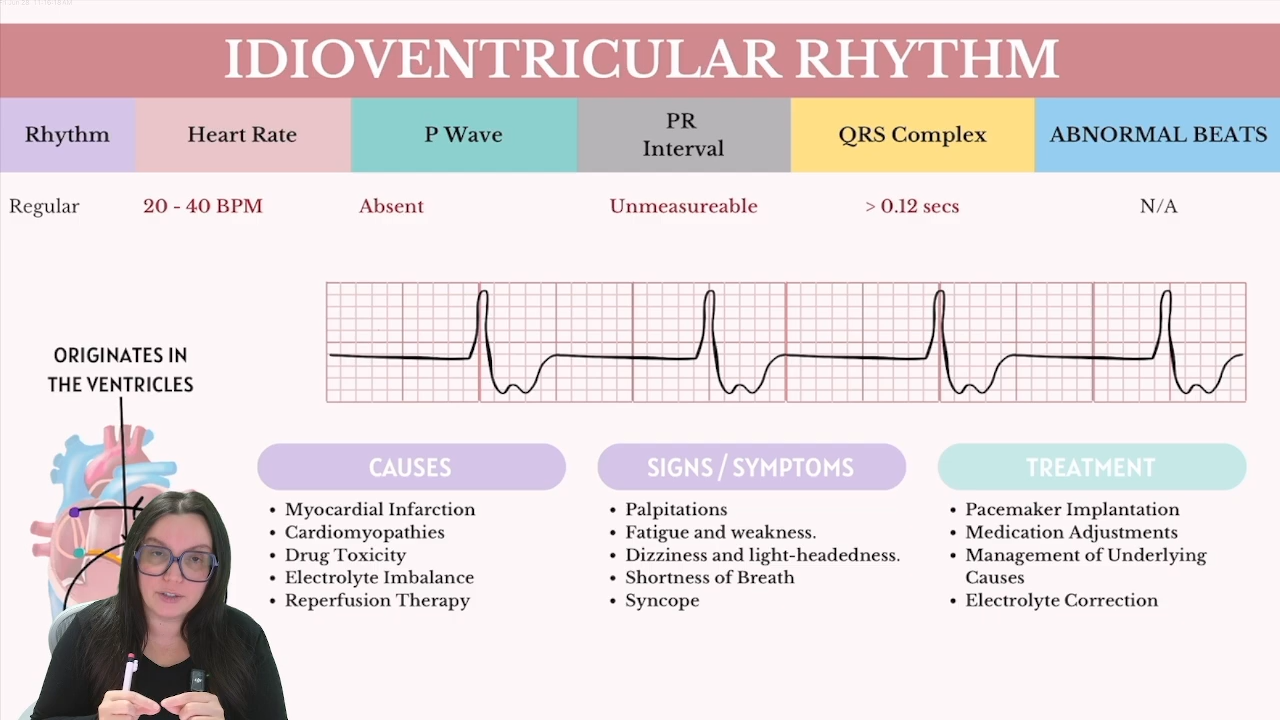 IDIOVENTRICULAR RHYTHM
Rhythm
Heart Rate
P Wave
PR
Interval
QRS Complex
ABNORMAL BEATS
Regular
20 - 40 BPM
Absent
Unmeasureable
> 0.12 secs
N/A
ORIGINATES IN
THE VENTRICLES
CAUSES
• Myocardial Infarction
• Cardiomyopathies
• Drug Toxicity
• Electrolyte Imbalance
• Reperfusion Therapy
SIGNS / SYMPTOMS
• Palpitations
• Fatigue and weakness.
• Dizziness and light-headedness.
• Shortness of Breath
• Syncope
TREATMENT
• Pacemaker Implantation
• Medication Adjustments
• Management of Underlying
Causes
• Electrolyte Correction